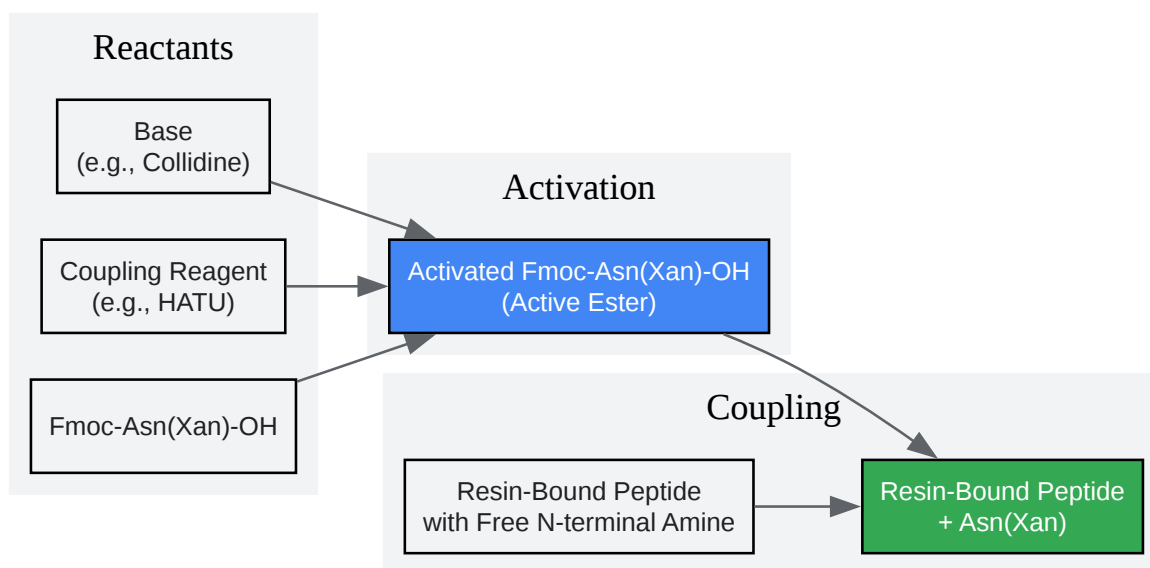 Reactants
Base
(e.g., Collidine)
Coupling Reagent
(e.g., HATU)
Fmoc-Asn(Xan)-OH
Activation
Activated Fmoc-Asn(Xan)-OH
(Active Ester)
Coupling
Resin-Bound Peptide
with Free N-terminal Amine
Resin-Bound Peptide
+ Asn(Xan)